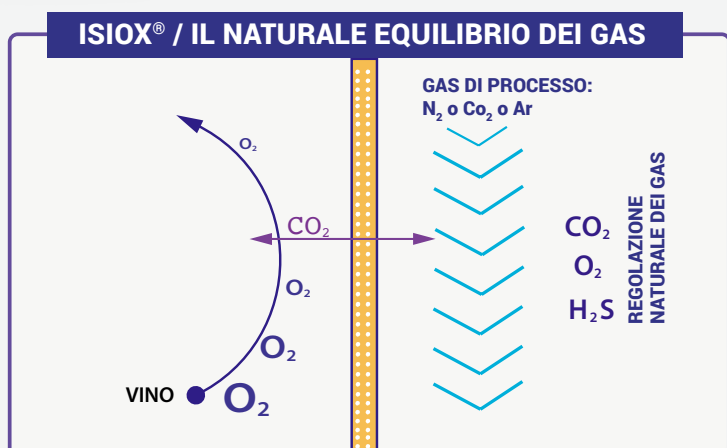 ISIOX® / IL NATURALE EQUILIBRIO DEI GAS
GAS DI PROCESSO:
N₂ o Co₂ o Ar
O₂
CO₂
O₂
O₂
VINO
O₂
CO₂
O₂
H₂S
REGOLAZIONE
NATURALE DEI GAS